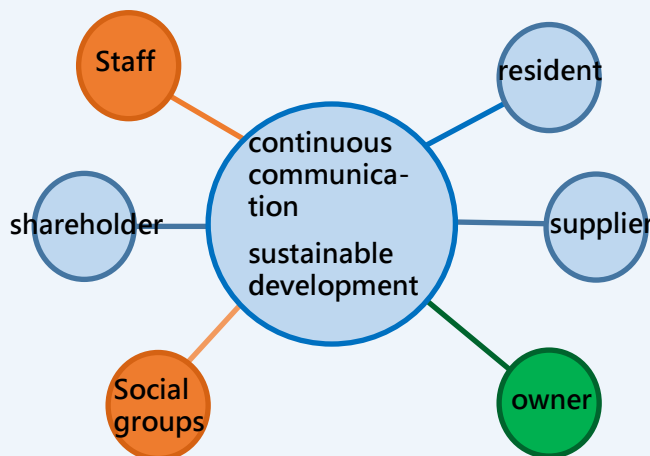 Staff
resident
continuous
communica-
tion
shareholder
supplier
sustainable
development
Social
groups
owner